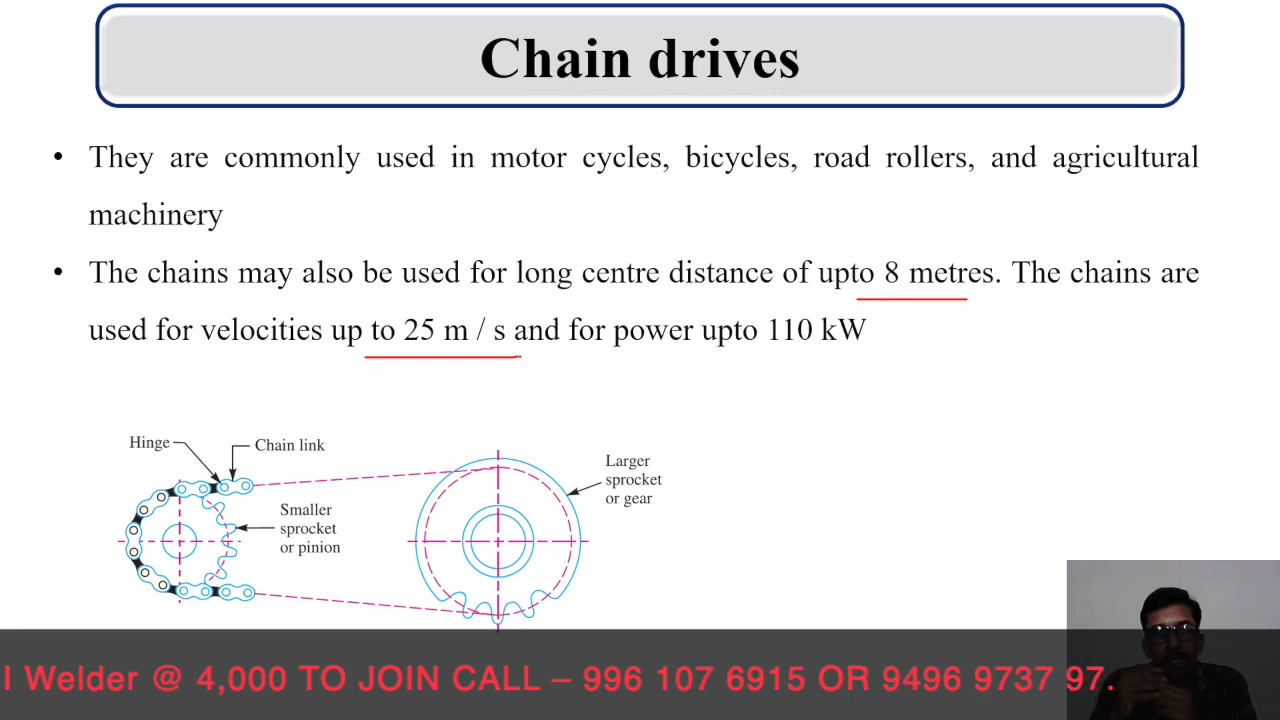 Chain drives
• They are commonly used in motor cycles, bicycles, road rollers, and agricultural
machinery
• The chains may also be used for long centre distance of upto 8 metres. The chains are
used for velocities up to 25 m / s and for power upto 110 kW
Hinge
Chain link
Smaller
sprocket
or pinion
Larger
sprocket
or gear
I Welder @ 4,000 TO JOIN CALL – 996 107 6915 OR 9496 9737 97.